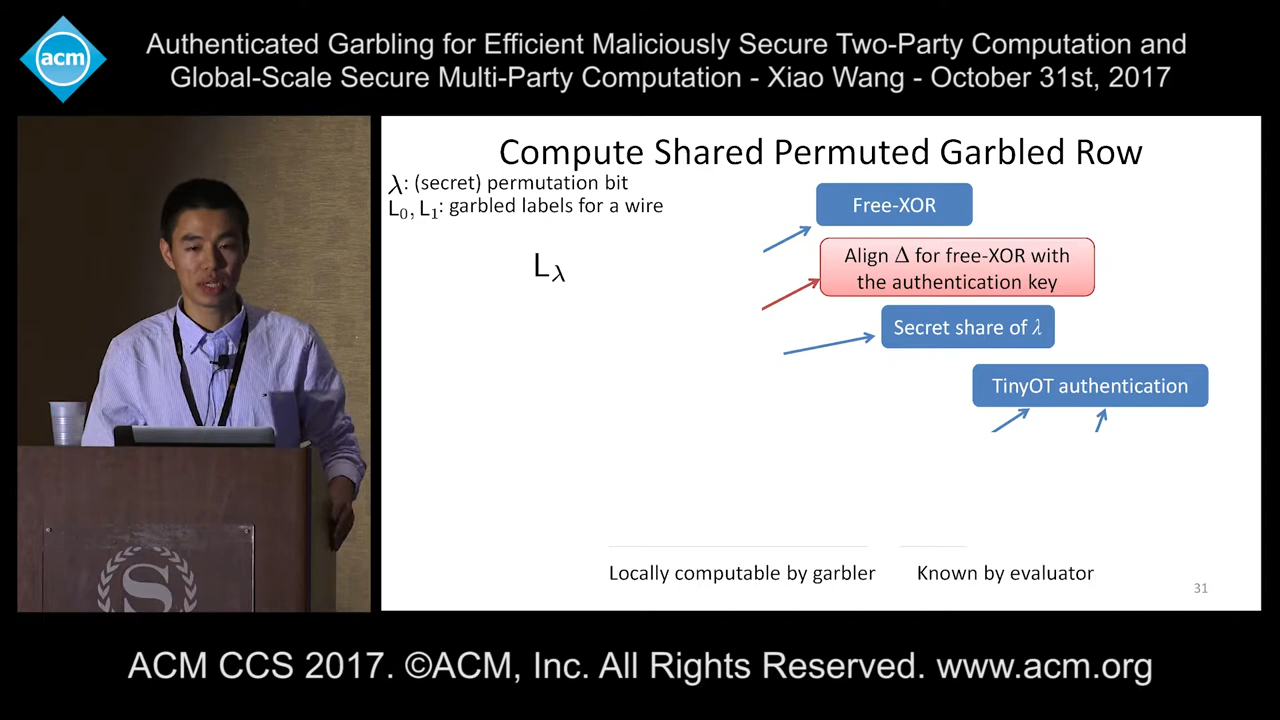 acm
Authenticated Garbling for Efficient Maliciously Secure Two-Party Computation and
Global-Scale Secure Multi-Party Computation - Xiao Wang - October 31st, 2017
Compute Shared Permuted Garbled Row
λ: (secret) permutation bit
L₀, L₁: garbled labels for a wire
Free-XOR
Align Δ for free-XOR with
the authentication key
L_λ
Secret share of λ
TinyOT authentication
Locally computable by garbler
Known by evaluator
31
S
ACM CCS 2017. ©ACM, Inc. All Rights Reserved. www.acm.org